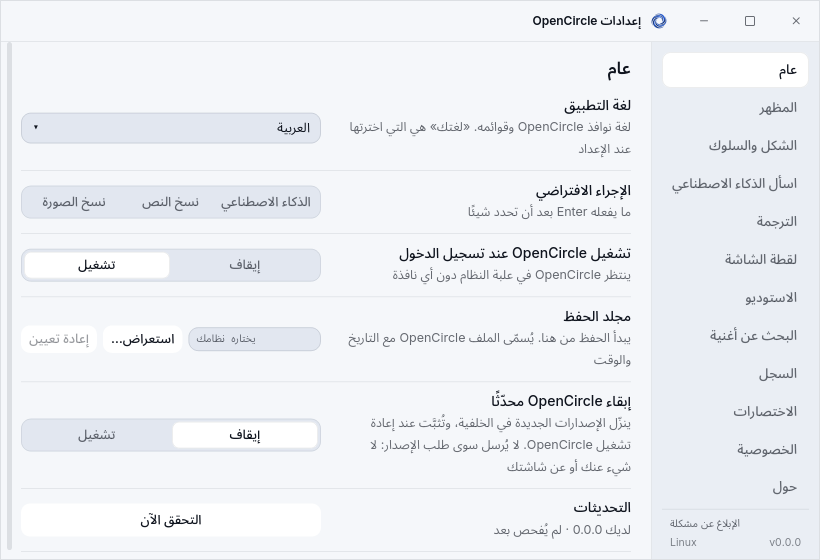 إعدادات OpenCircle
عام
المظهر
الشكل والسلوك
اسأل الذكاء الاصطناعي
الترجمة
لقطة الشاشة
الاستوديو
البحث عن أغنية
السجل
الاختصارات
الخصوصية
حول
الإبلاغ عن مشكلة
v0.0.0 Linux
عام
لغة التطبيق
لغة نوافذ OpenCircle وقوائمه. «لغتك» هي التي اخترتها
عند الإعداد
العربية
الإجراء الافتراضي
ما يفعله Enter بعد أن تحدد شيئًا
الذكاء الاصطناعي نسخ النص نسخ الصورة
تشغيل OpenCircle عند تسجيل الدخول
ينتظر OpenCircle في علبة النظام دون أي نافذة
إيقاف تشغيل
مجلد الحفظ
يبدأ الحفظ من هنا. يُسمّى الملف OpenCircle مع التاريخ
والوقت
يختاره نظامك استعراض... إعادة تعيين
إبقاء OpenCircle محدّثًا
ينزّل الإصدارات الجديدة في الخلفية، وتُثبَّت عند إعادة
تشغيل OpenCircle. لا يُرسل سوى طلب الإصدار: لا
شيء عنك أو عن شاشتك
إيقاف تشغيل
التحديثات
لديك 0.0.0 · لم يُفحص بعد
التحقق الآن